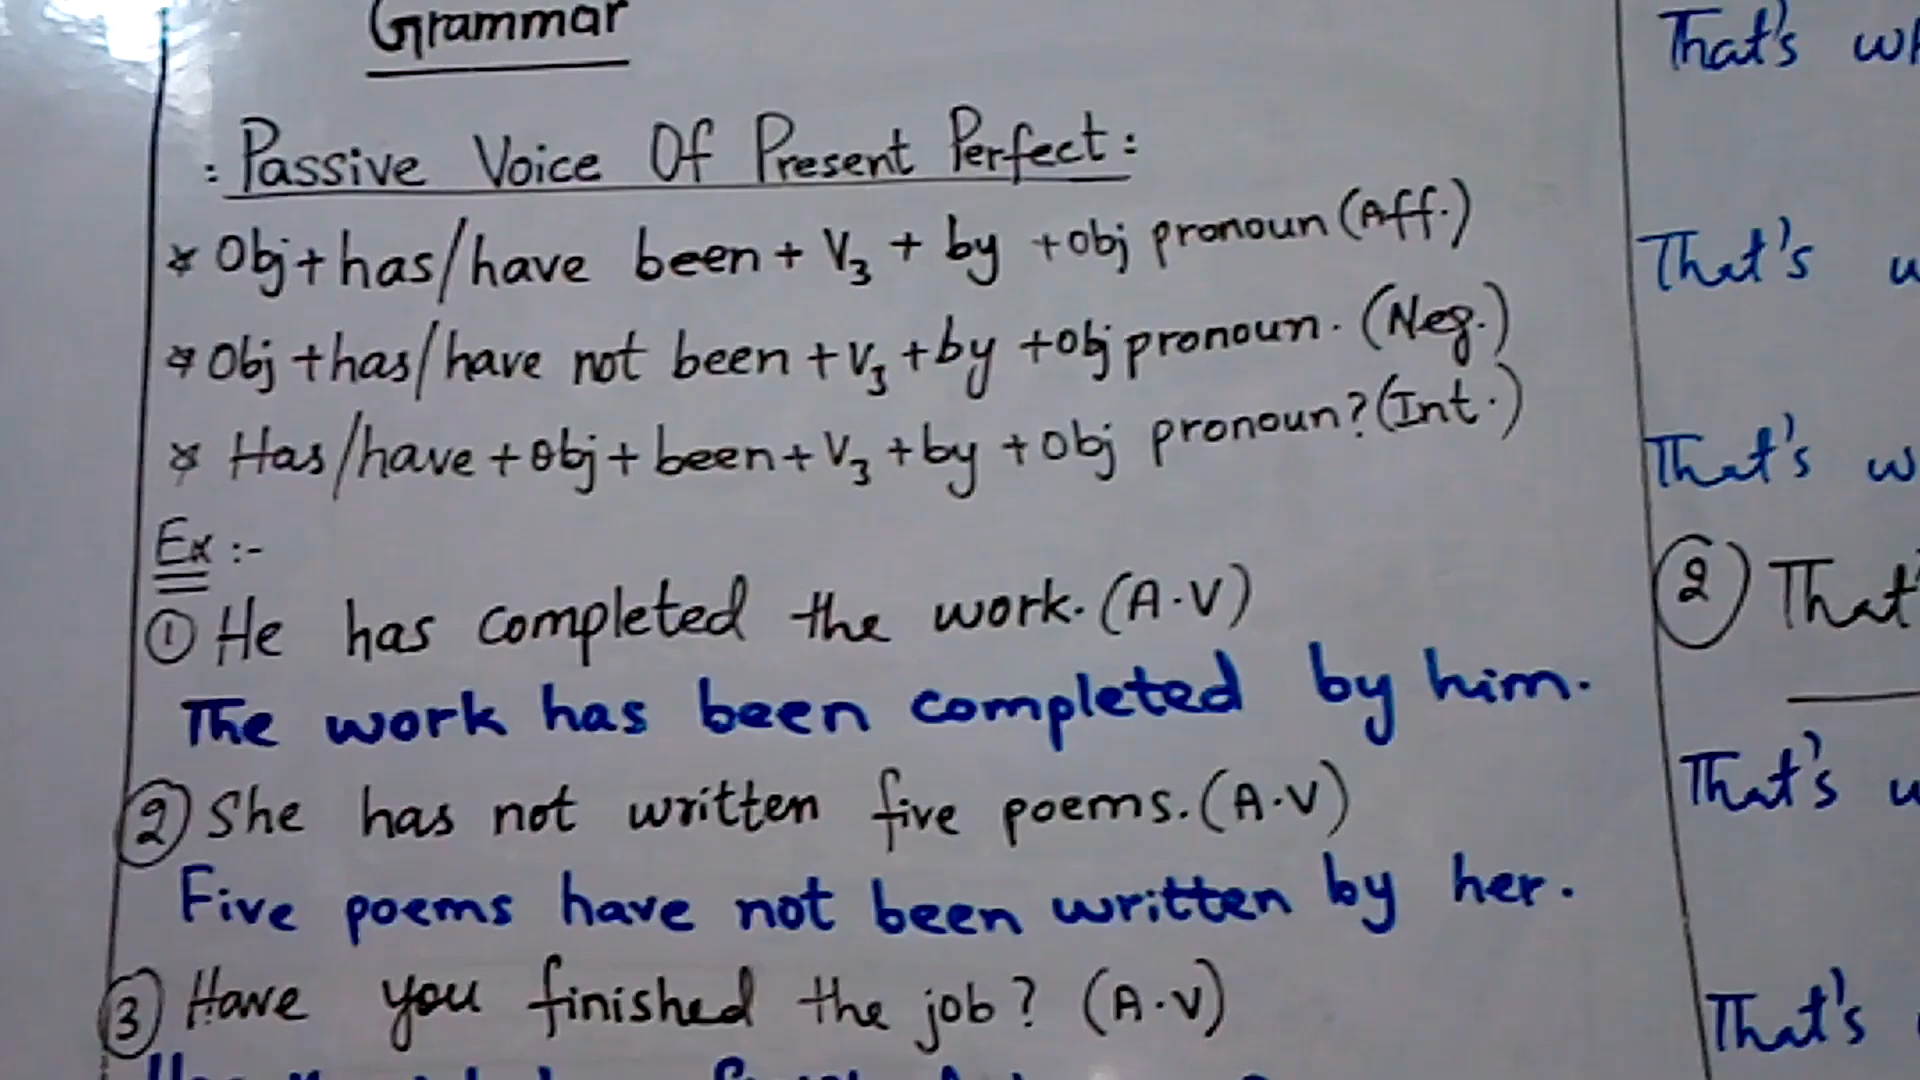 Grammar
: Passive Voice Of Present Perfect :
* Obj + has/have been + V3 + by + obj pronoun (Aff.)
* Obj + has/have not been + V3 + by + obj pronoun. (Neg.)
* Has/have + obj + been + V3 + by + obj pronoun? (Int.)
Ex :-
① He has completed the work. (A.V)
The work has been completed by him.
② She has not written five poems. (A.V)
Five poems have not been written by her.
③ Have you finished the job? (A.V)
That's
That's
That's
②
That's
That's